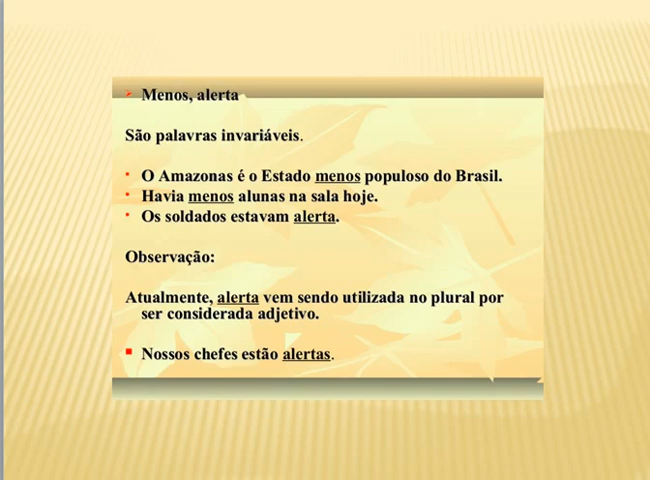 Menos, alerta
São palavras invariáveis.
O Amazonas é o Estado menos populoso do Brasil.
Havia menos alunas na sala hoje.
Os soldados estavam alerta.
Observação:
Atualmente, alerta vem sendo utilizada no plural por
ser considerada adjetivo.
Nossos chefes estão alertas.